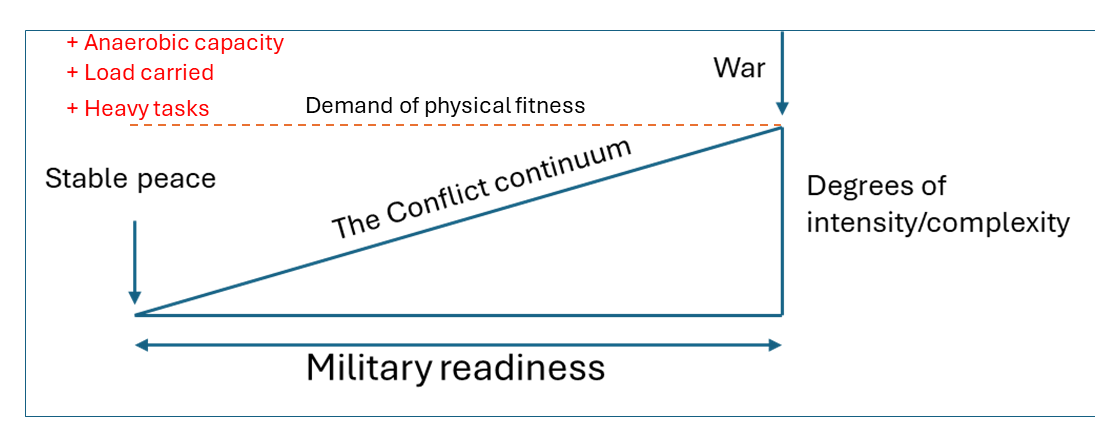 + Anaerobic capacity
+ Load carried
+ Heavy tasks
War
Demand of physical fitness
Stable peace
The Conflict continuum
Degrees of
intensity/complexity
Military readiness